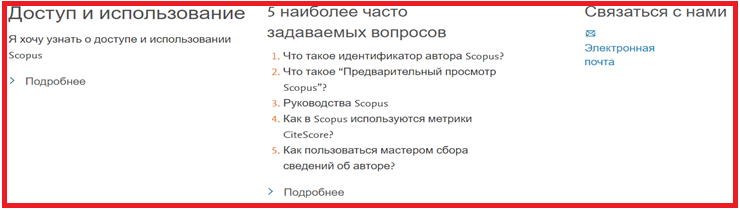 Доступ и использование
Я хочу узнать о доступе и использовании
Scopus
Подробнее
5 наиболее часто
задаваемых вопросов
1. Что такое идентификатор автора Scopus?
2. Что такое “Предварительный просмотр
Scopus”?
3. Руководства Scopus
4. Как в Scopus используются метрики
CiteScore?
5. Как пользоваться мастером сбора
сведений об авторе?
Подробнее
Связаться с нами
Электронная
почта